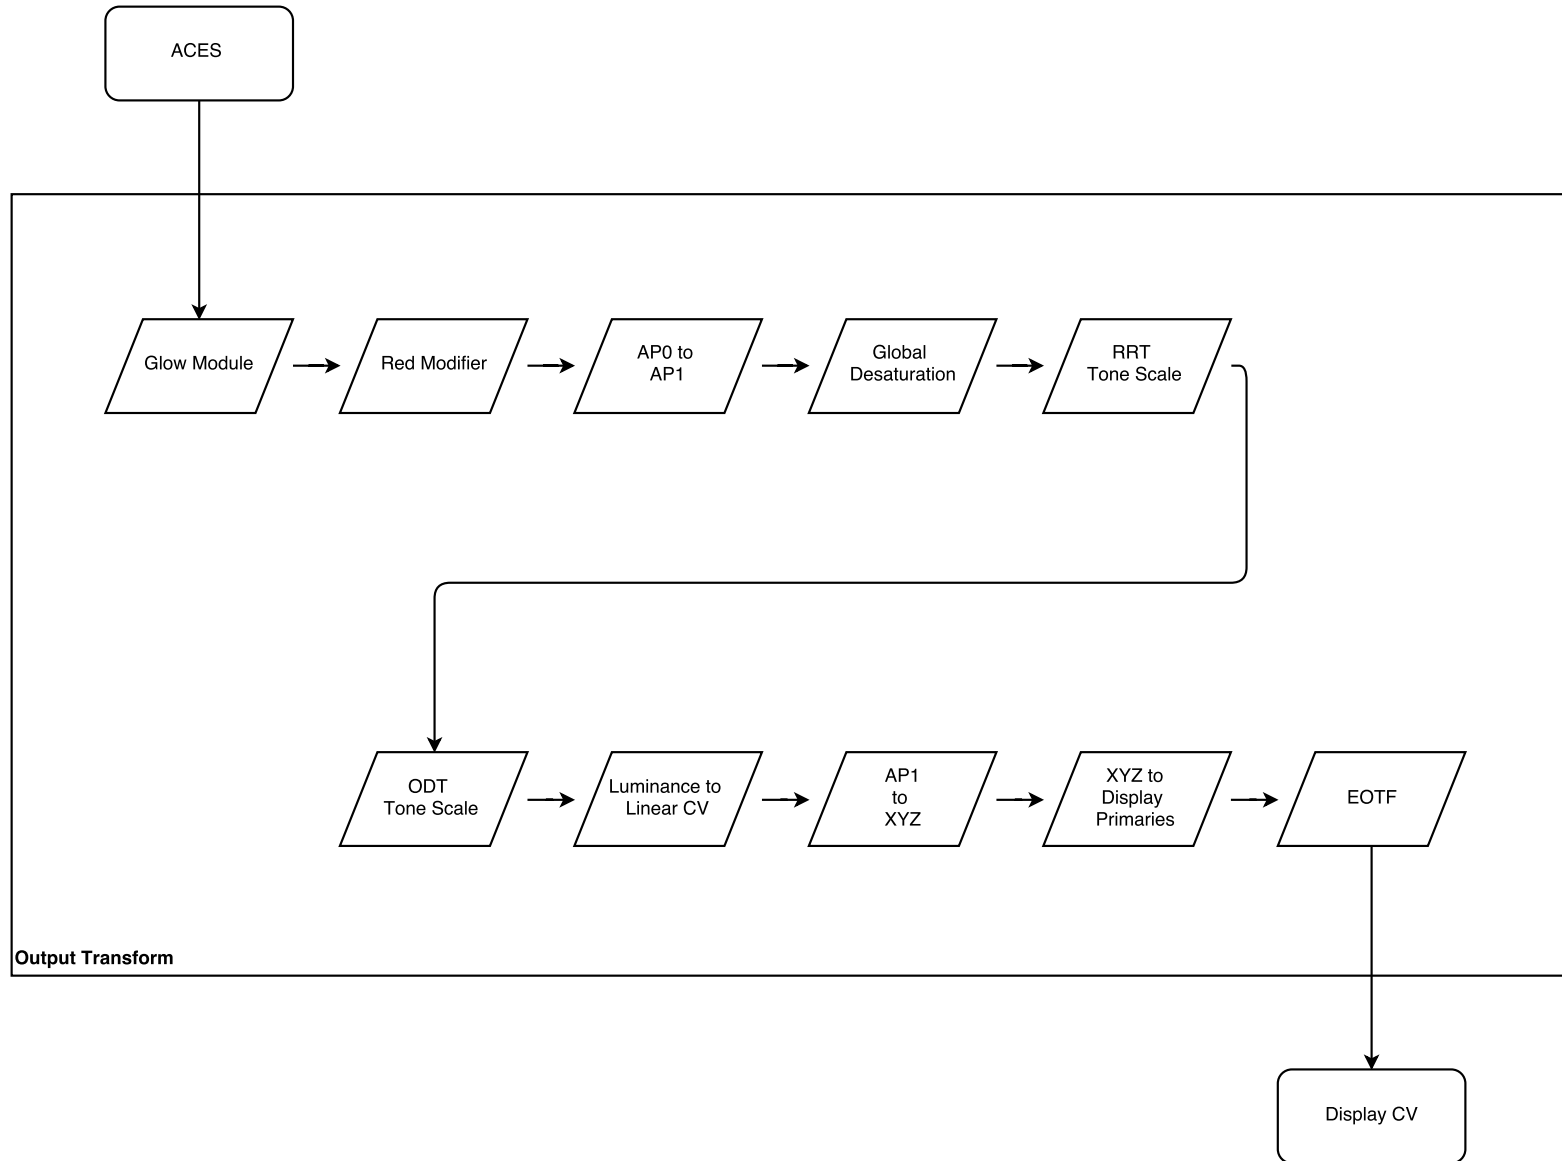 ACES
Glow Module
Red Modifier
AP0 to
AP1
Global
Desaturation
RRT
Tone Scale
ODT
Tone Scale
Luminance to
Linear CV
AP1
to
XYZ
XYZ to
Display
Primaries
EOTF
Output Transform
Display CV